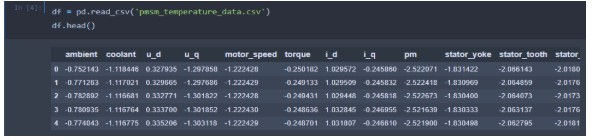 In [4]: df = pd.read_csv('pmsm_temperature_data.csv')
df.head()
ambient coolant u_d u_q motor_speed torque i_d i_q pm stator_yoke stator_tooth stator_
0 -0.752143 -1.118446 0.327935 -1.297858 -1.222428 -0.250182 1.029572 -0.245860 -2.522071 -1.831422 -2.066143 -2.0180
1 -0.771263 -1.117021 0.329665 -1.297686 -1.222429 -0.249133 1.029509 -0.245832 -2.522418 -1.830969 -2.064859 -2.0176
2 -0.782892 -1.116681 0.332771 -1.301822 -1.222428 -0.249431 1.029448 -0.245818 -2.522673 -1.830400 -2.064073 -2.0173
3 -0.780935 -1.116764 0.333700 -1.301852 -1.222430 -0.248636 1.032845 -0.246955 -2.521639 -1.830333 -2.063137 -2.0176
4 -0.774043 -1.116775 0.335206 -1.303118 -1.222429 -0.248701 1.031807 -0.246610 -2.521900 -1.830498 -2.062795 -2.0181